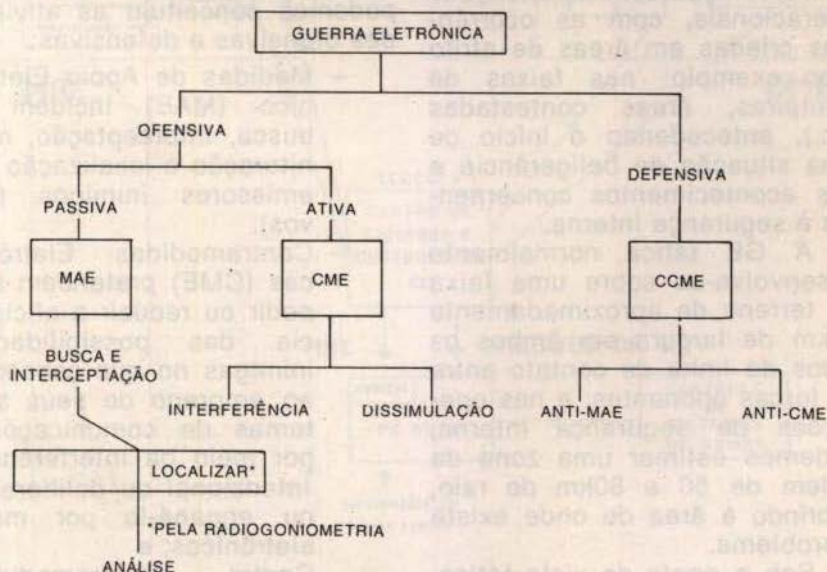 GUERRA ELETRÔNICA
OFENSIVA
DEFENSIVA
PASSIVA
ATIVA
MAE
CME
CCME
BUSCA E
INTERCEPTAÇÃO
INTERFERÊNCIA
DISSIMULAÇÃO
ANTI-MAE
ANTI-CME
LOCALIZAR*
*PELA RADIOGONIOMETRIA
ANÁLISE